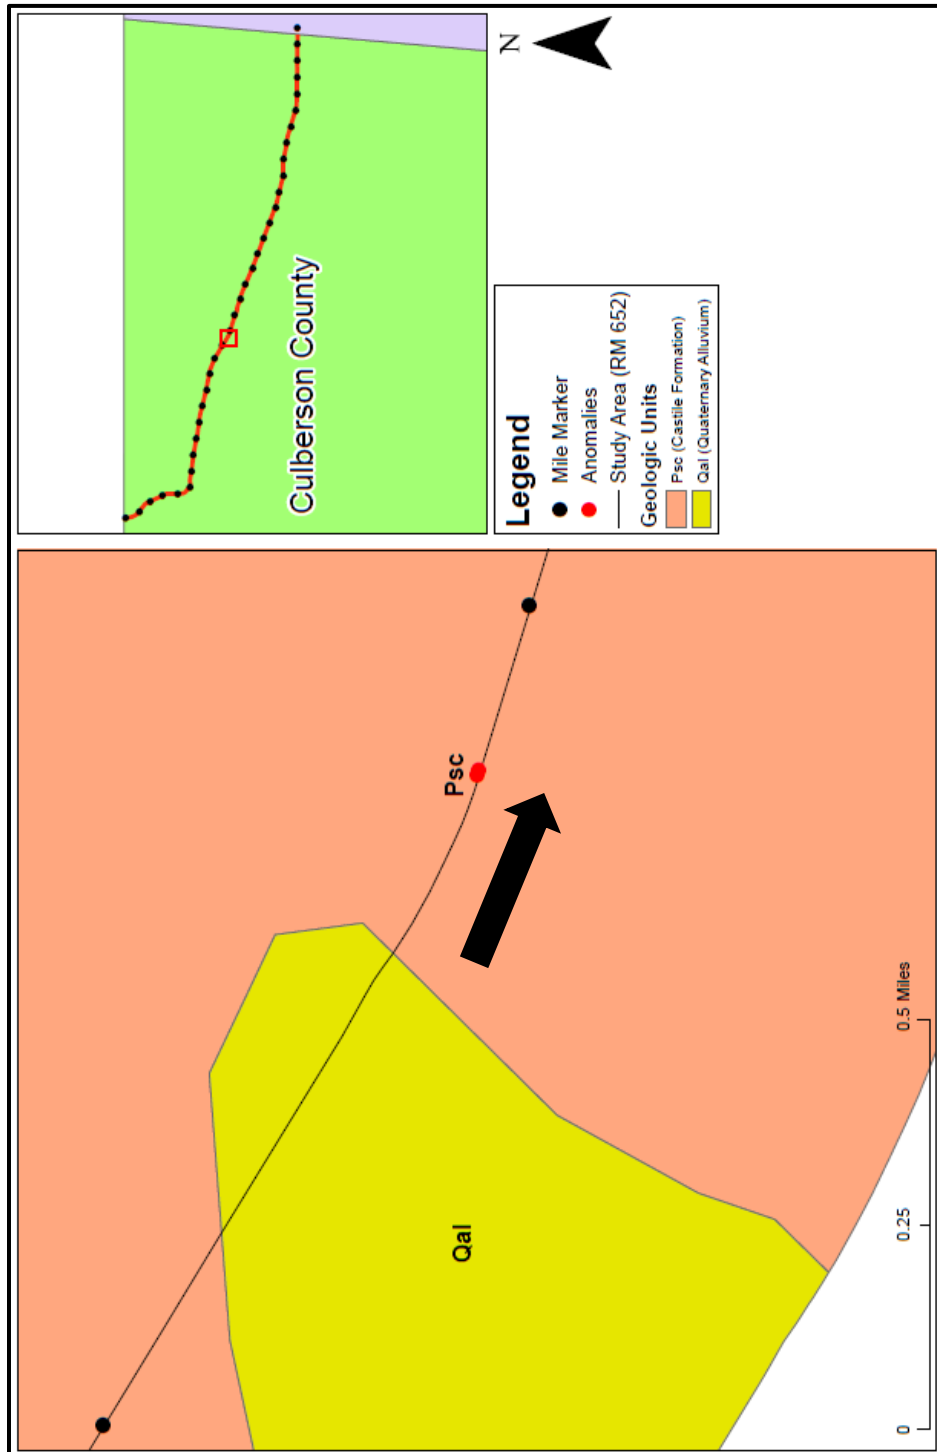 Psc
Qal
0
0.25
0.5 Miles
Culberson County
N
Legend
Mile Marker
Anomalies
Study Area (RM 652)
Geologic Units
Psc (Castile Formation)
Qal (Quaternary Alluvium)